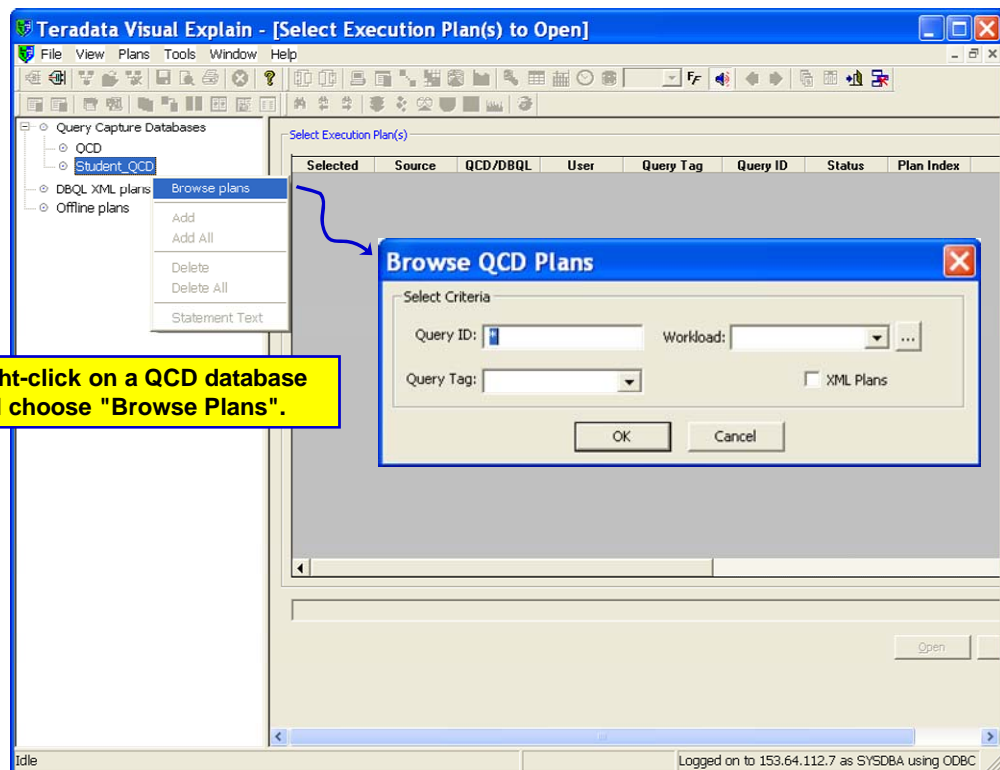 Teradata Visual Explain - [Select Execution Plan(s) to Open]
File View Plans Tools Window Help
Query Capture Databases
QCD
Student_QCD
DBQL XML plans
Offline plans
Browse plans
Add
Add All
Delete
Delete All
Statement Text
Select Execution Plan(s)
Selected Source QCD/DBQL User Query Tag Query ID Status Plan Index
Browse QCD Plans
Select Criteria
Query ID: * Workload: ...
Query Tag: XML Plans
OK Cancel
ht-click on a QCD database
choose "Browse Plans".
Open
Idle
Logged on to 153.64.112.7 as SYSDBA using ODBC